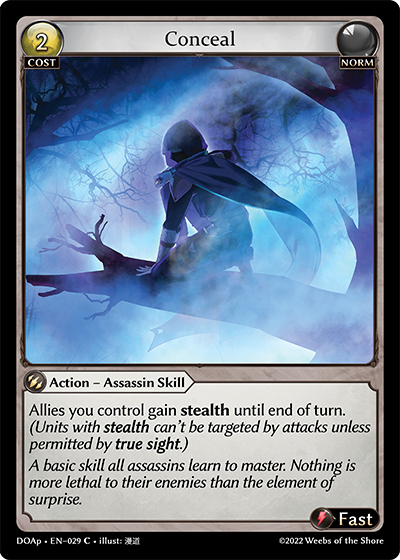 2
Conceal
COST
NORM
Action – Assassin Skill
Allies you control gain stealth until end of turn.
(Units with stealth can't be targeted by attacks unless
permitted by true sight.)
A basic skill all assassins learn to master. Nothing is
more lethal to their enemies than the element of
surprise.
Fast
DOAp • EN-029 C • illust: 漫道
©2022 Weebs of the Shore